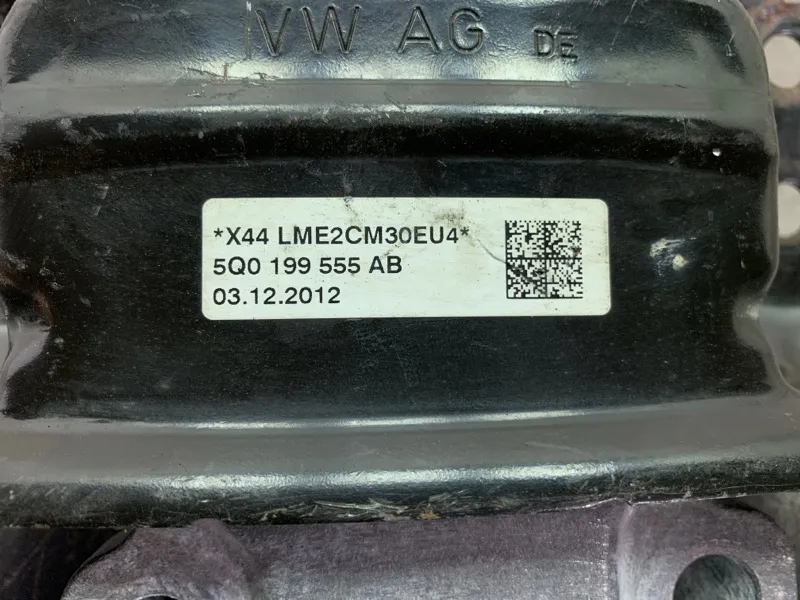 VW AG DE
*X44 LME2CM30EU4*
5Q0 199 555 AB
03.12.2012